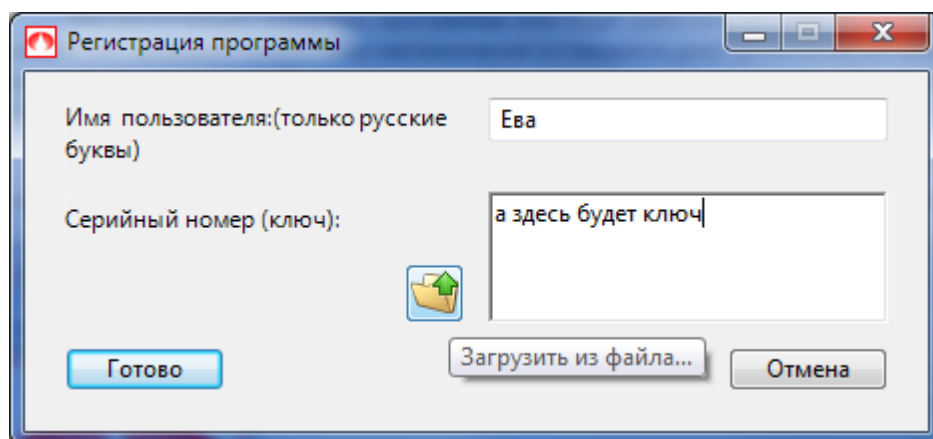 Регистрация программы
Имя пользователя:(только русские
буквы)
Ева
Серийный номер (ключ):
а здесь будет ключ
Загрузить из файла...
Готово
Отмена